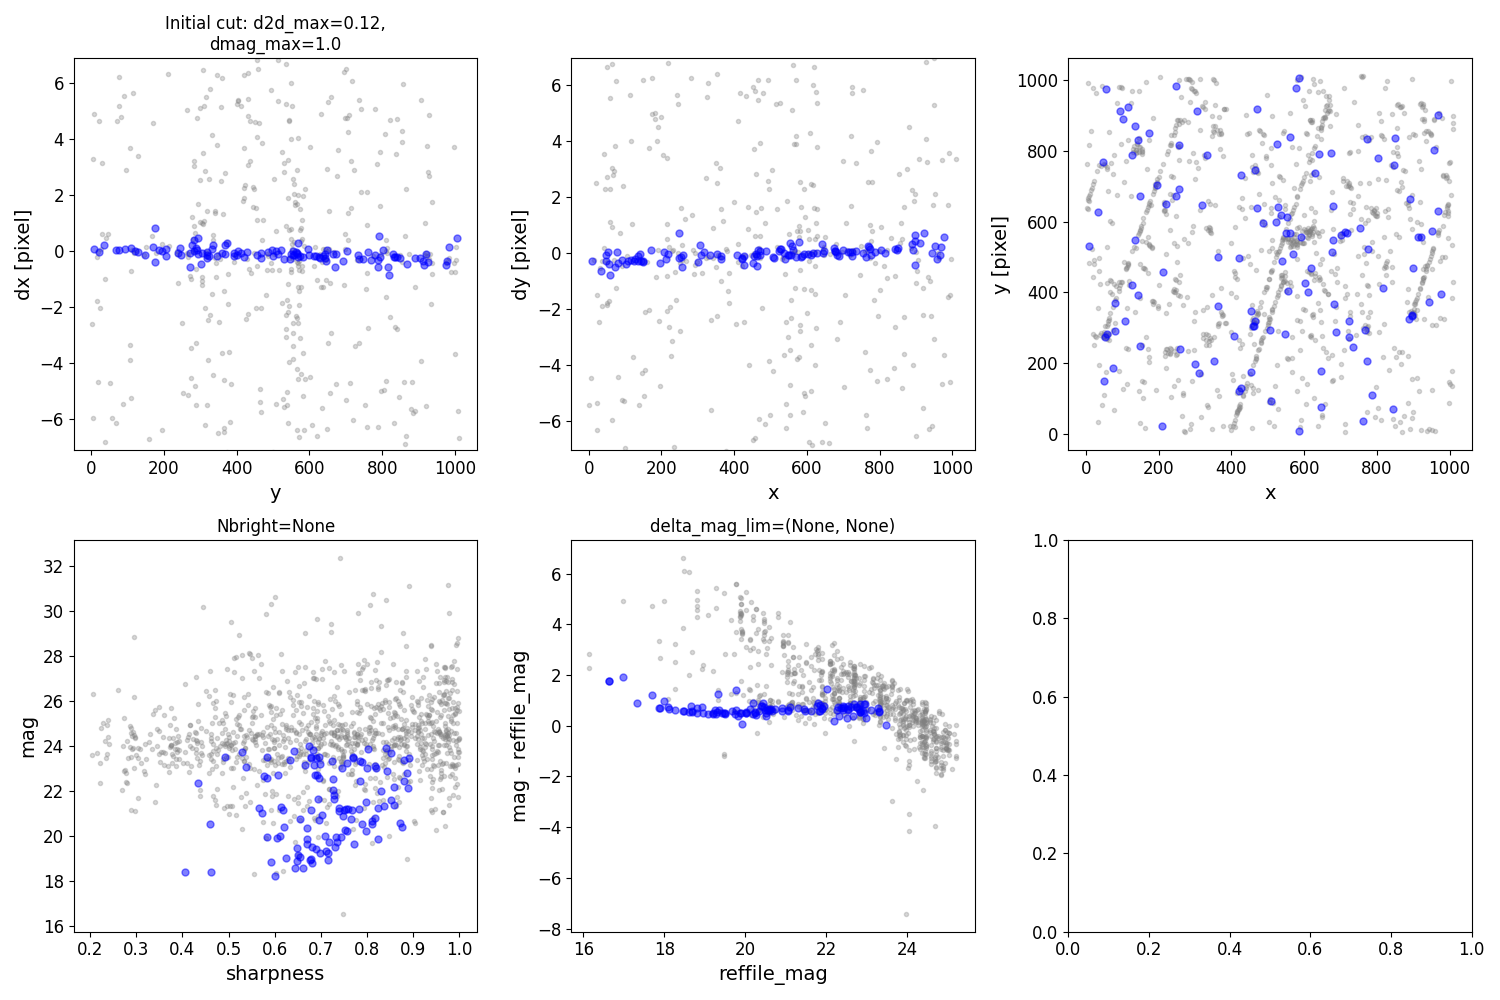 Initial cut: d2d_max=0.12,
dmag_max=1.0
dx [pixel]
6
4
2
0
−2
−4
−6
0 200 400 600 800 1000
y
dy [pixel]
6
4
2
0
−2
−4
−6
0 200 400 600 800 1000
x
y [pixel]
1000
800
600
400
200
0
0 200 400 600 800 1000
x
Nbright=None
mag
32
30
28
26
24
22
20
18
16
0.2 0.3 0.4 0.5 0.6 0.7 0.8 0.9 1.0
sharpness
delta_mag_lim=(None, None)
mag - reffile_mag
6
4
2
0
−2
−4
−6
−8
16 18 20 22 24
reffile_mag
1.0
0.8
0.6
0.4
0.2
0.0
0.0 0.2 0.4 0.6 0.8 1.0